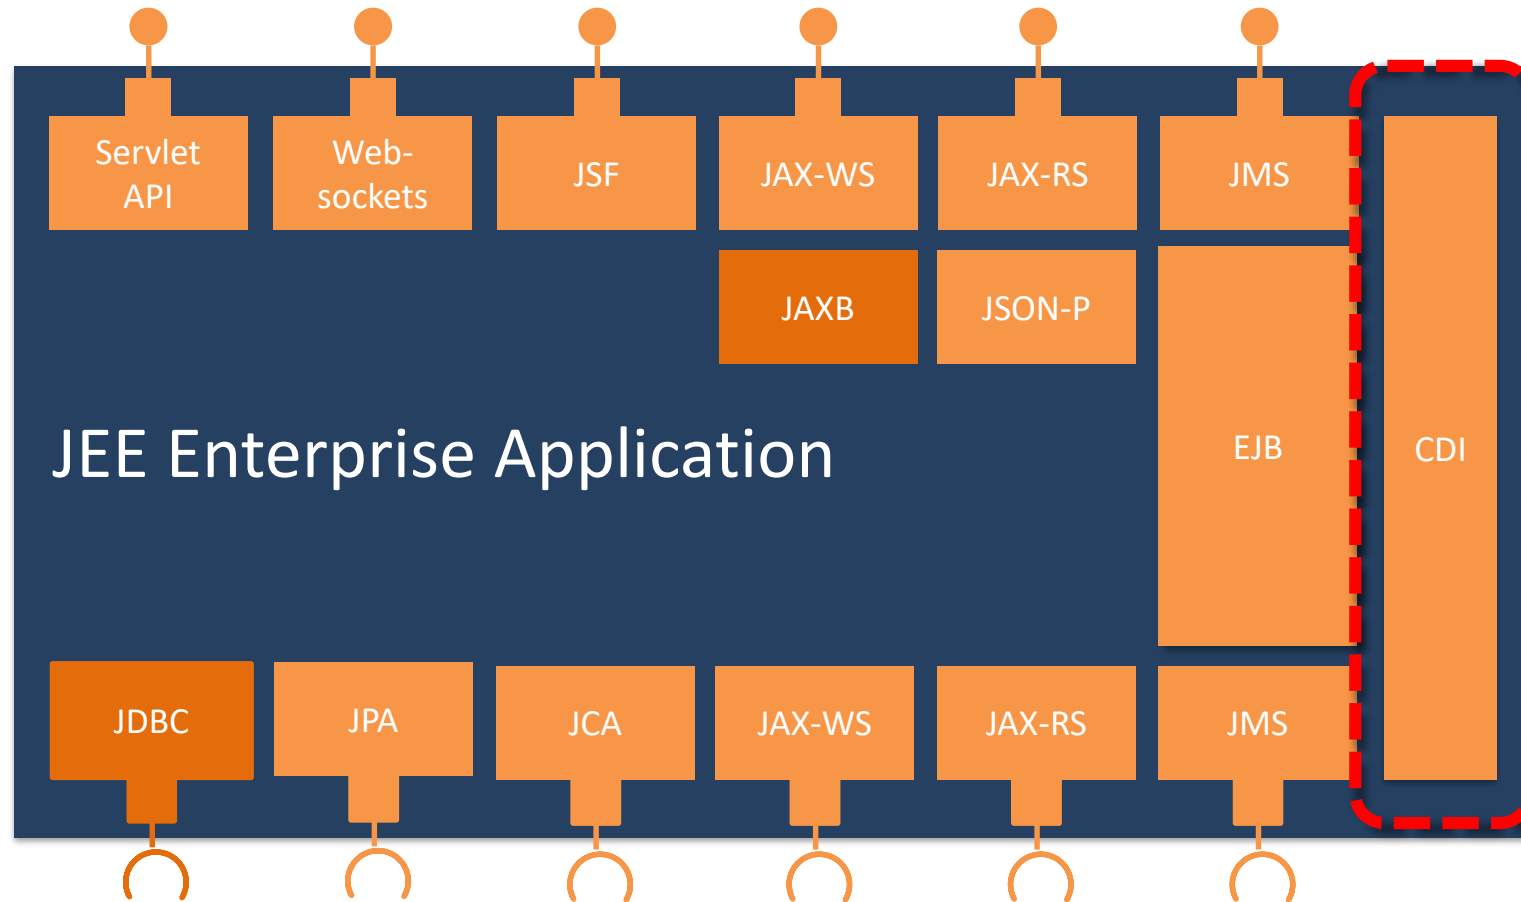 Servlet
API
Web-
sockets
JSF
JAX-WS
JAX-RS
JMS
JAXB
JSON-P
JEE Enterprise Application
EJB
CDI
JDBC
JPA
JCA
JAX-WS
JAX-RS
JMS